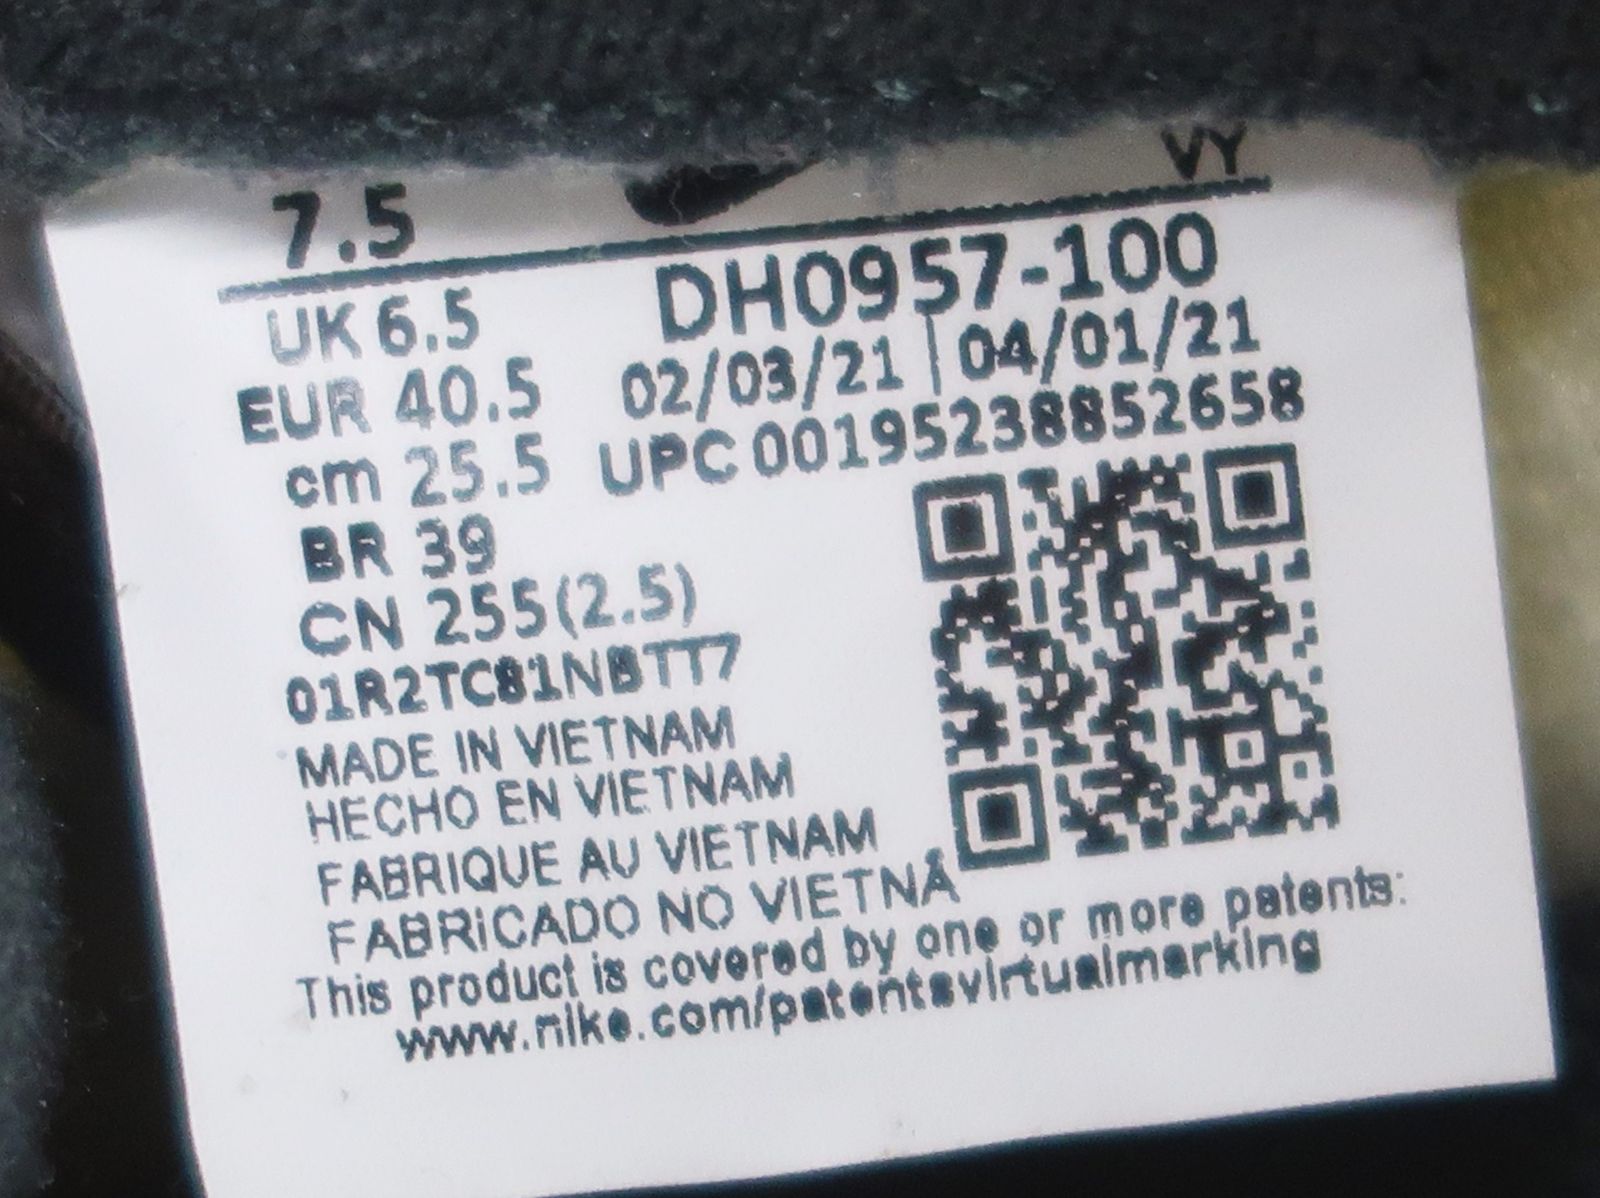 7.5 VY
UK 6.5 DH0957-100
EUR 40.5 02/03/21 | 04/01/21
cm 25.5 UPC 00195238852658
BR 39
CN 255(2.5)
01R2TC81NBTT7
MADE IN VIETNAM
HECHO EN VIETNAM
FABRIQUE AU VIETNAM
FABRICADO NO VIETNÃ
This product is covered by one or more patents:
www.nike.com/patentsvirtualmarking